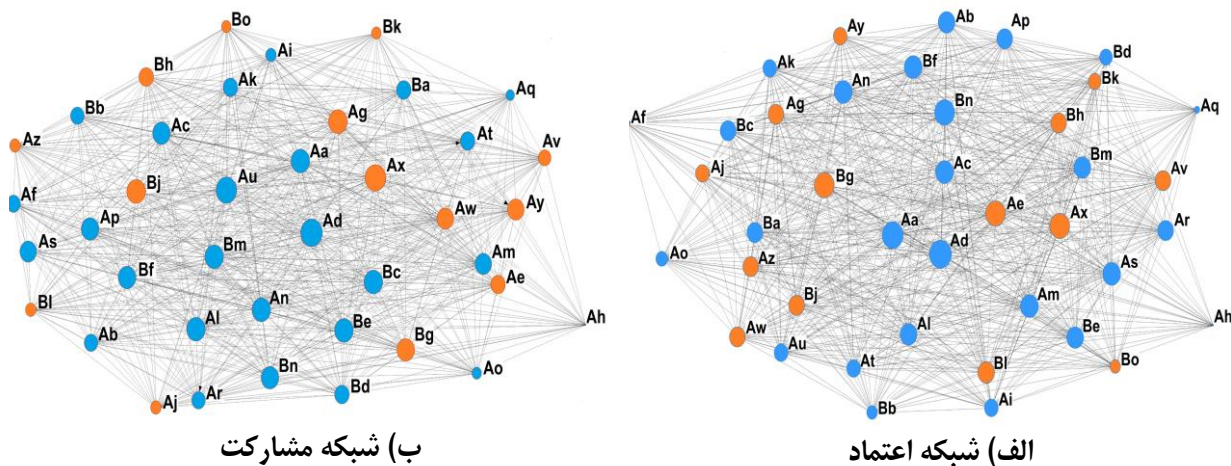 Ab
Ap
Ay
Bd
Bf
Ak
Bk
An
Bn
Ag
Aq
Af
Bh
Bc
Bm
Ac
Aj
Av
Bg
Ae
Ax
Ba
Aa
Ar
Ad
Ao
Az
As
Bj
Am
Ah
Aw
Al
Be
Au
At
Bl
Bo
Bb
Ai
الف) شبکه اعتماد
Bo
Bk
Ai
Bh
Ak
Ba
Aq
Bb
Ag
Ac
At
Az
Aa
Av
Ax
Bj
Au
Af
Ay
Aw
Ap
Ad
As
Bm
Am
Bf
Bc
Ae
Bl
An
Ah
Al
Be
Ab
Bg
Bn
Ao
Bd
Ar
Aj
ب) شبکه مشارکت